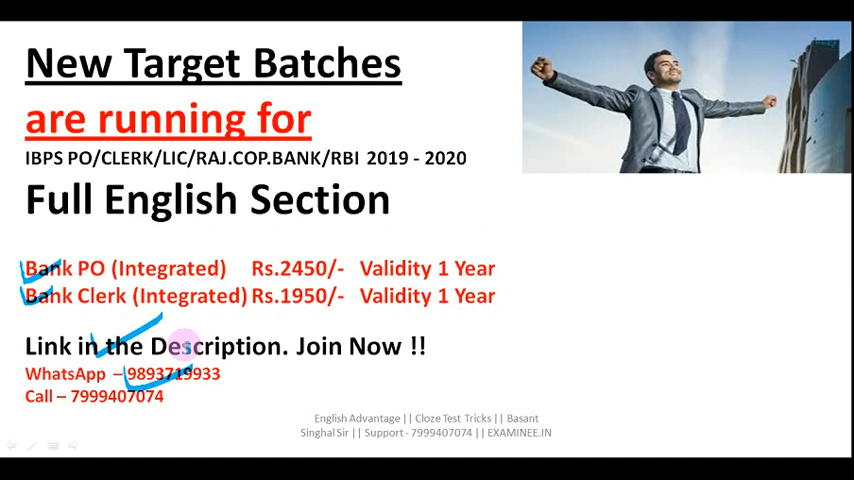 New Target Batches
are running for
IBPS PO/CLERK/LIC/RAJ.COP.BANK/RBI 2019 - 2020
Full English Section
Bank PO (Integrated) Rs.2450/- Validity 1 Year
Bank Clerk (Integrated) Rs.1950/- Validity 1 Year
Link in the Description. Join Now !!
WhatsApp – 9893719933
Call – 7999407074
English Advantage || Cloze Test Tricks || Basant
Singhal Sir || Support - 7999407074 || EXAMINEE.IN